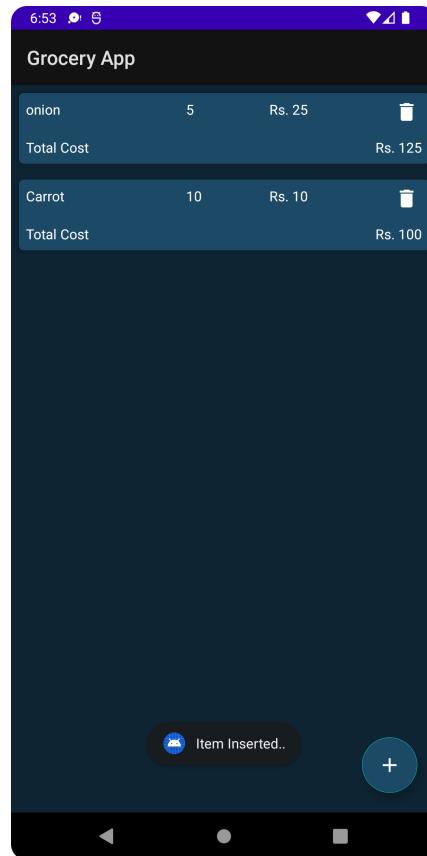 6:53
Grocery App
onion 5 Rs. 25
Total Cost Rs. 125
Carrot 10 Rs. 10
Total Cost Rs. 100
Item Inserted..
+